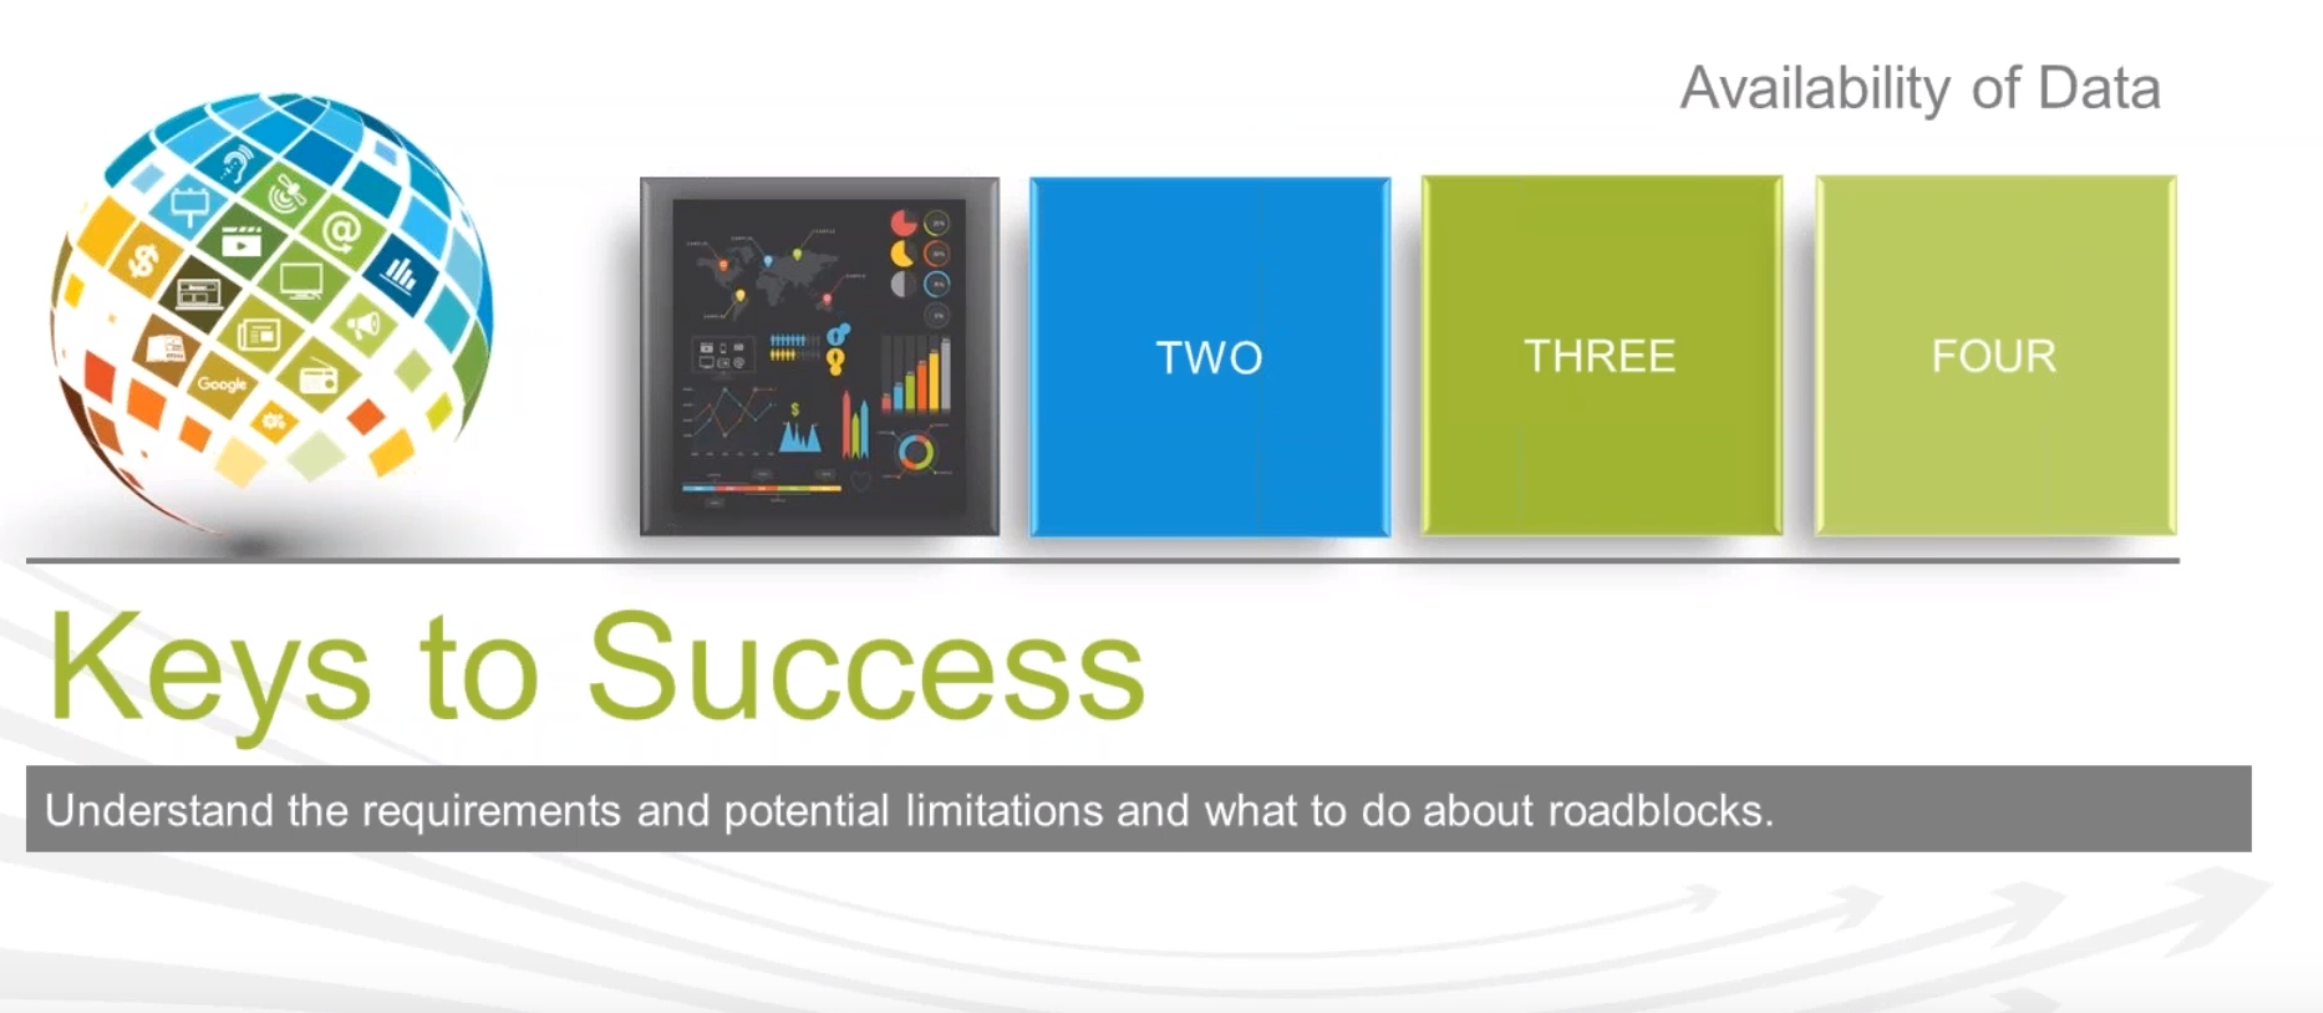 Availability of Data
@
$
Google
$
TWO
THREE
FOUR
Keys to Success
Understand the requirements and potential limitations and what to do about roadblocks.